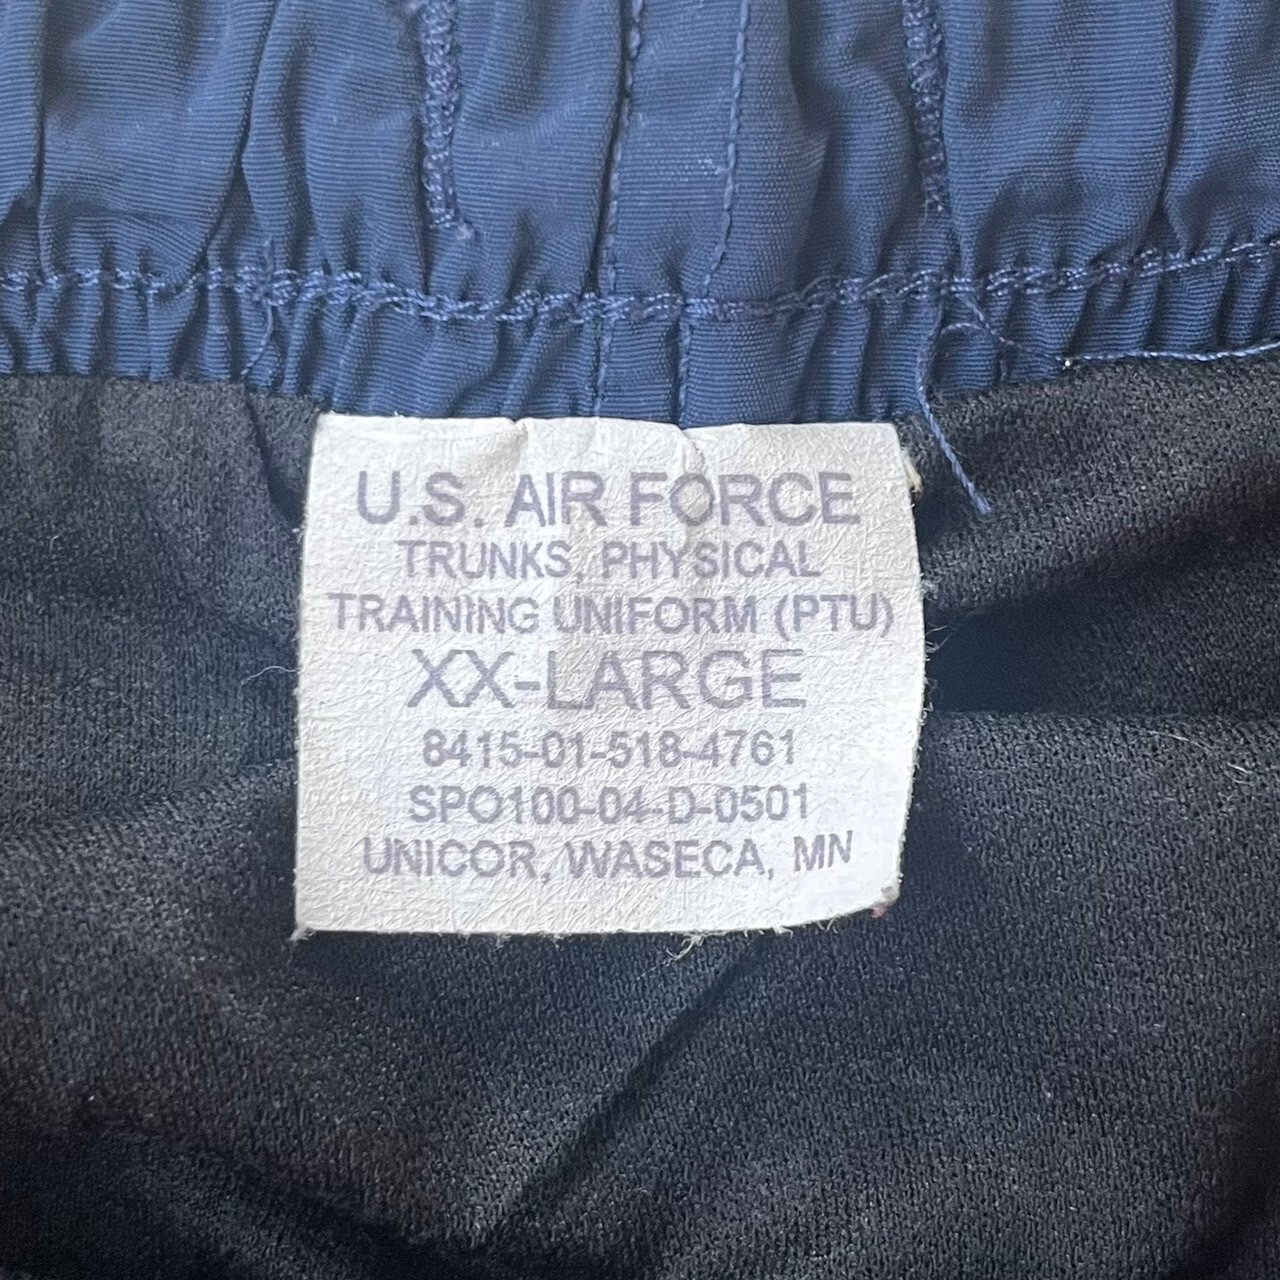 U.S. AIR FORCE
TRUNKS, PHYSICAL
TRAINING UNIFORM (PTU)
XX-LARGE
8415-01-518-4761
SPO100-04-D-0501
UNICOR, WASECA, MN